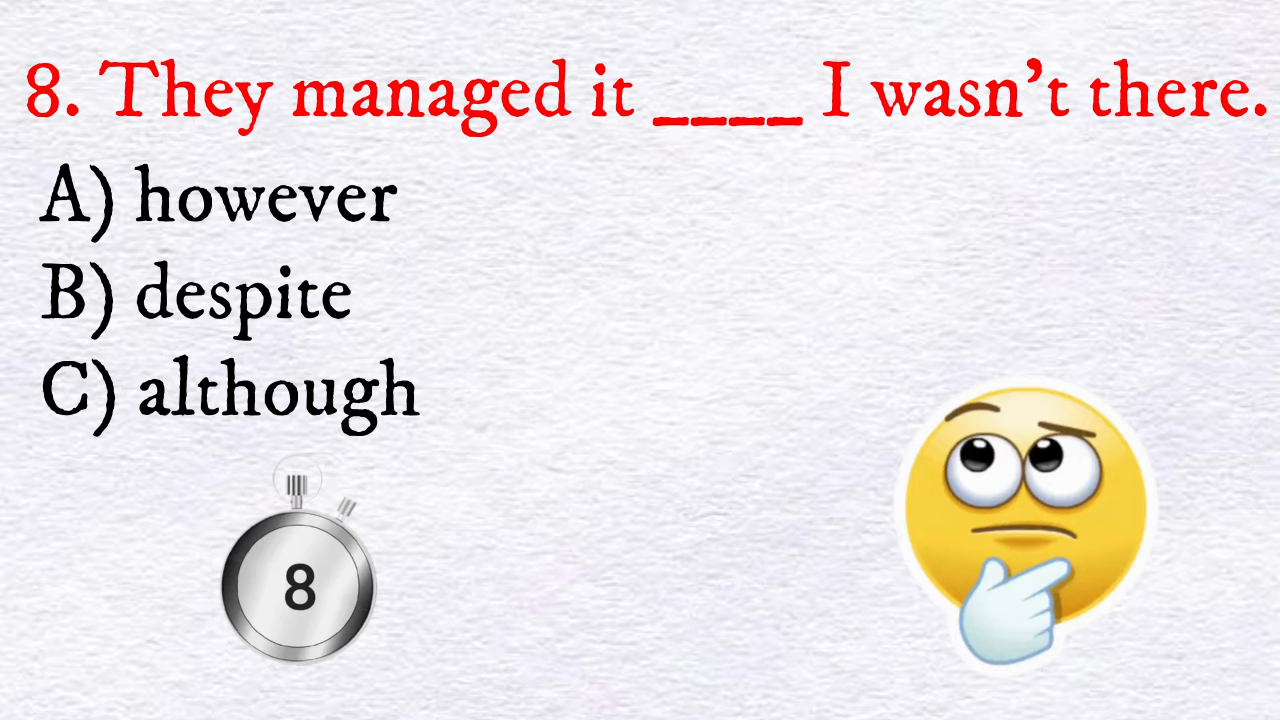 8. They managed it ____ I wasn't there.
A) however
B) despite
C) although
8